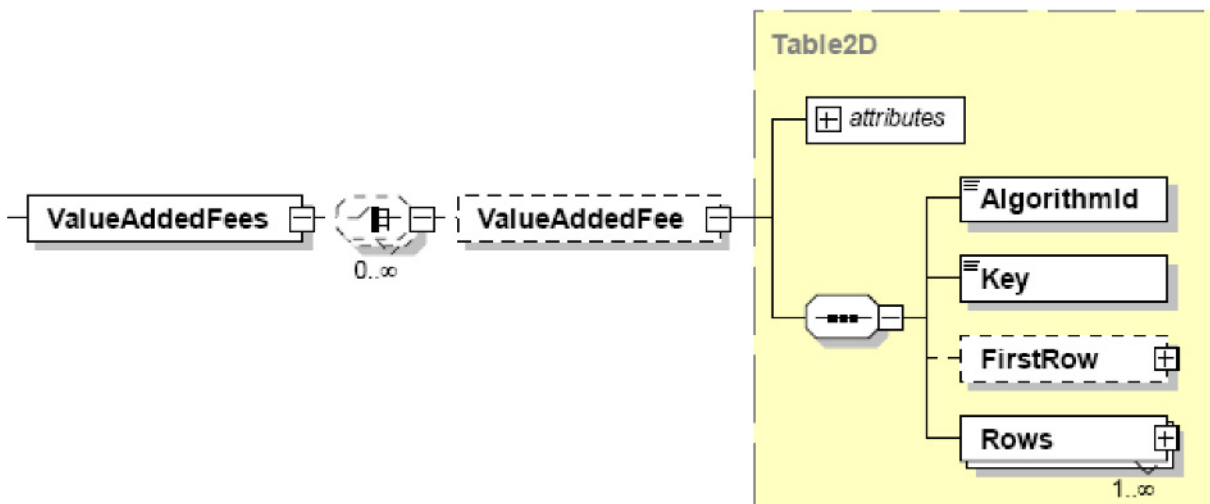 Table2D
attributes
ValueAddedFees
0..∞
ValueAddedFee
AlgorithmId
Key
FirstRow
Rows
1..∞